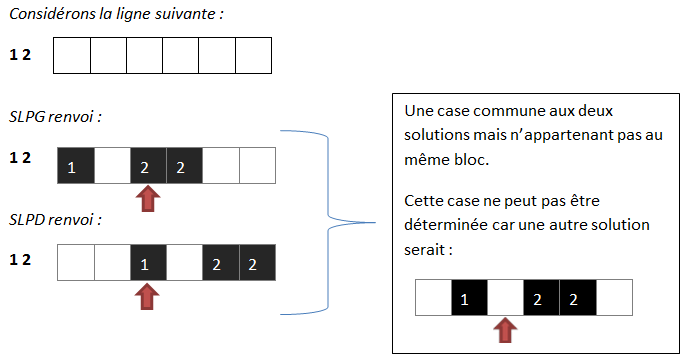 Considérons la ligne suivante :
1 2
SLPG renvoi :
1 2 1 2 2
SLPD renvoi :
1 2 1 2 2
Une case commune aux deux
solutions mais n'appartenant pas au
même bloc.
Cette case ne peut pas être
déterminée car une autre solution
serait :
1 2 2